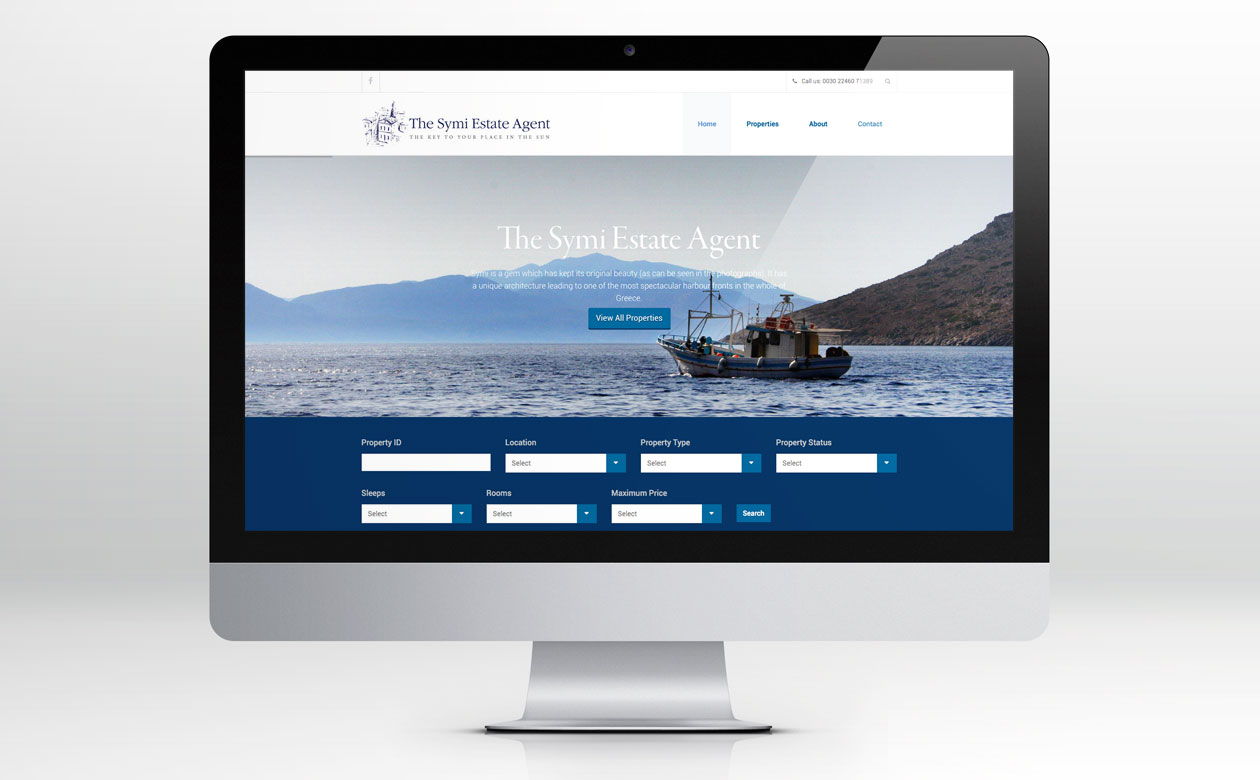 f
Call us: 0030 22460 71389
The Symi Estate Agent
THE KEY TO YOUR PLACE IN THE SUN
Home
Properties
About
Contact
The Symi Estate Agent
Symi is a gem which has kept its original beauty (as can be seen in the photographs). It has
a unique architecture leading to one of the most spectacular harbour fronts in the whole of
Greece.
View All Properties
Property ID
Location
Property Type
Property Status
Select
Select
Select
Sleeps
Rooms
Maximum Price
Select
Select
Select
Search